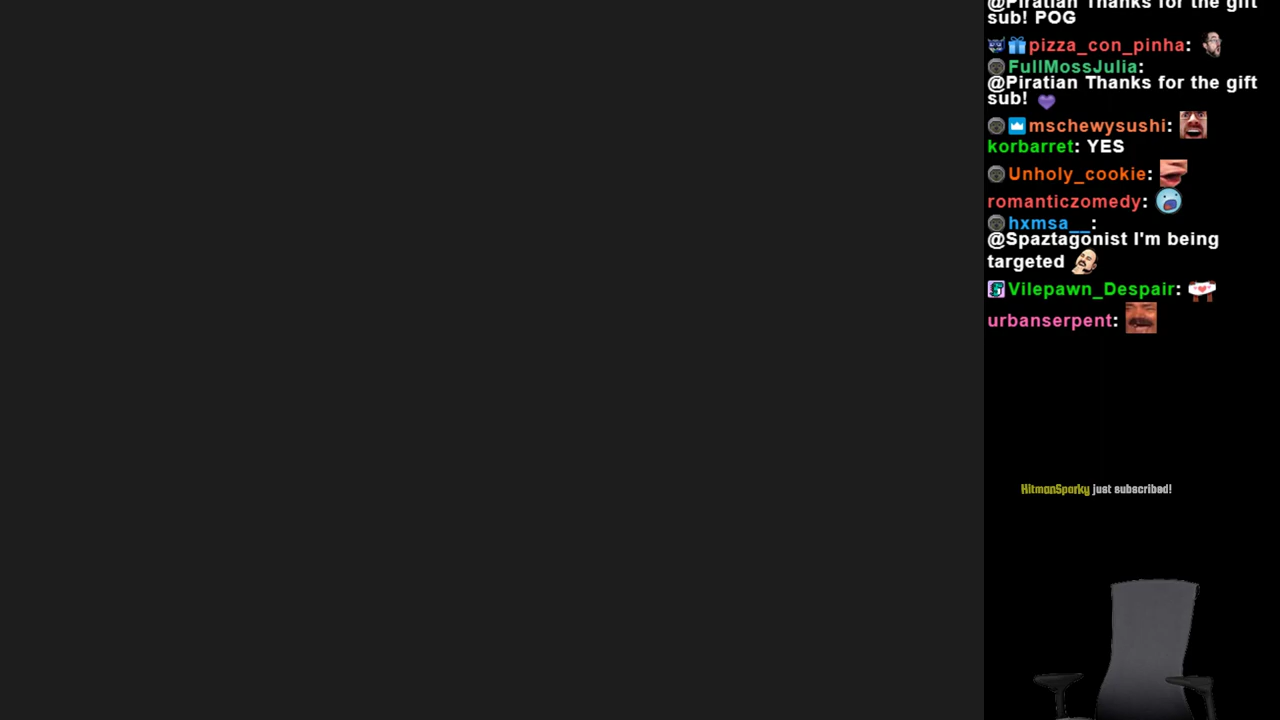 @Piratian Thanks for the gift
sub! POG
pizza_con_pinha:
FullMossJulia:
@Piratian Thanks for the gift
sub!
mschewysushi:
korbarret: YES
Unholy_cookie:
romanticzomedy:
hxmsa__:
@Spaztagonist I'm being
targeted
Vilepawn_Despair:
urbanserpent:
HitmanSparky just subscribed!